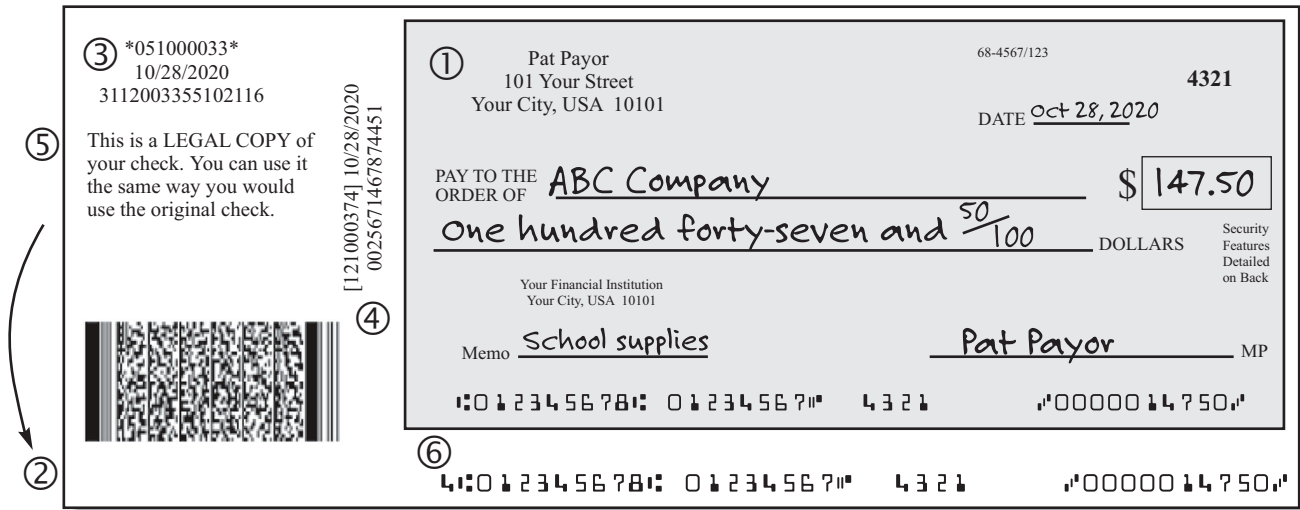 ③ *051000033*
10/28/2020
3112003355102116
⑤ This is a LEGAL COPY of
your check. You can use it
the same way you would
use the original check.
②
[121000374] 10/28/2020
0025671467874451
④
① Pat Payor
101 Your Street
Your City, USA 10101
68-4567/123
4321
DATE Oct 28, 2020
PAY TO THE
ORDER OF ABC Company $ 147.50
One hundred forty-seven and 50/100 DOLLARS
Security
Features
Detailed
on Back
Your Financial Institution
Your City, USA 10101
Memo School supplies Pat Payor MP
⑆012345678⑆ 01234567⑈ 4321 ⑇0000014750⑇
⑥
4⑆012345678⑆ 01234567⑈ 4321 ⑇0000014750⑇